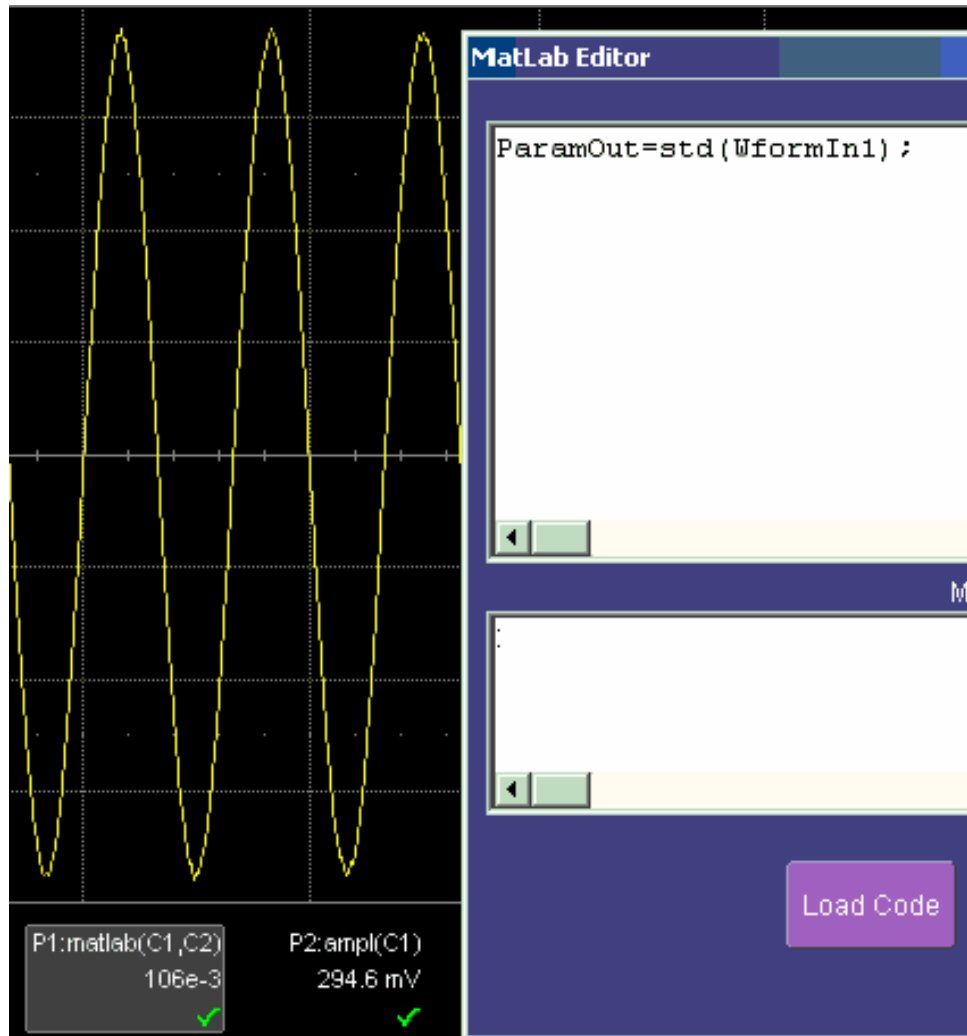 MatLab Editor
ParamOut=std(WformIn1);
M
:
Load Code
P1:matlab(C1,C2)
106e-3
P2:ampl(C1)
294.6 mV